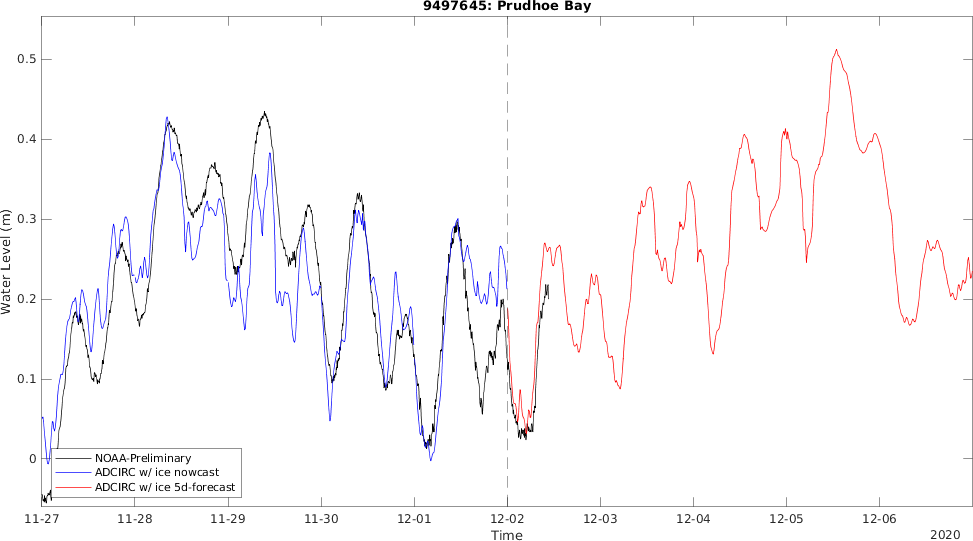 9497645: Prudhoe Bay
Water Level (m)
0.5
0.4
0.3
0.2
0.1
0
NOAA-Preliminary
ADCIRC w/ ice nowcast
ADCIRC w/ ice 5d-forecast
11-27 11-28 11-29 11-30 12-01 12-02 12-03 12-04 12-05 12-06
Time
2020